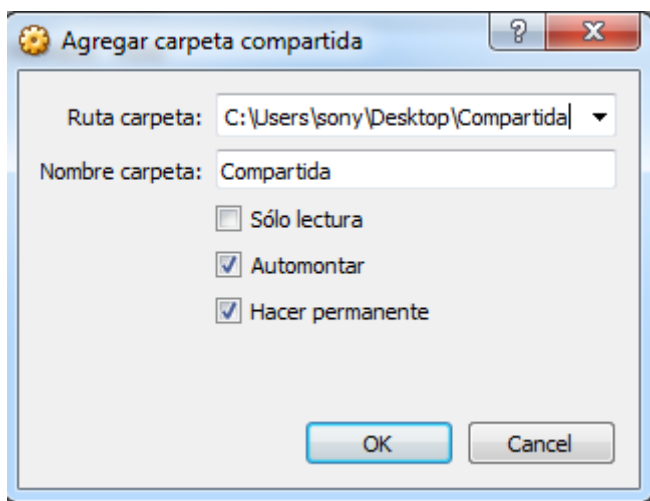 Agregar carpeta compartida
Ruta carpeta: C:\Users\sony\Desktop\Compartida
Nombre carpeta: Compartida
Sólo lectura
Automontar
Hacer permanente
OK Cancel